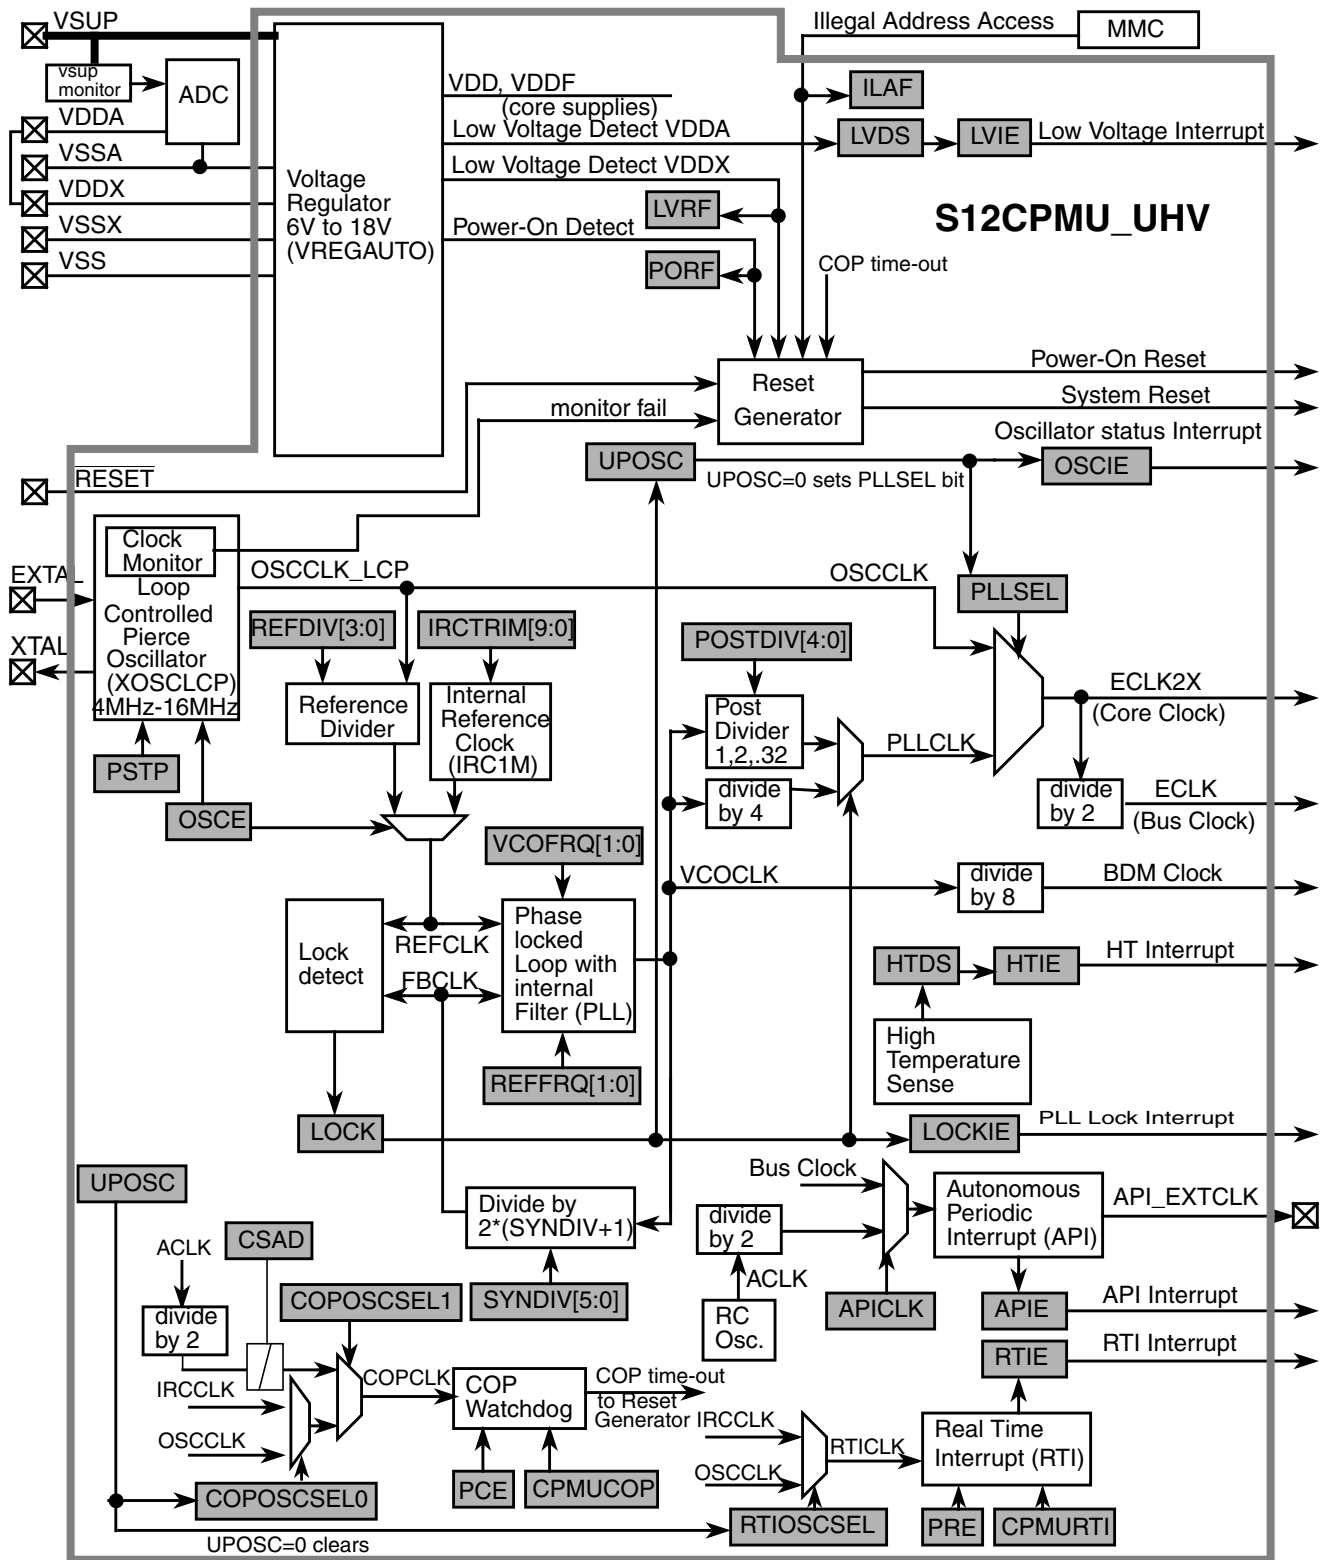 VSUP
Illegal Address Access
MMC
vsup
monitor
ADC
VDD, VDDF
(core supplies)
ILAF
VDDA
Low Voltage Detect VDDA
LVDS
LVIE
Low Voltage Interrupt
VSSA
Low Voltage Detect VDDX
VDDX
Voltage
Regulator
6V to 18V
(VREGAUTO)
LVRF
S12CPMU_UHV
VSSX
Power-On Detect
VSS
PORF
COP time-out
Reset
Generator
Power-On Reset
System Reset
monitor fail
Oscillator status Interrupt
UPOSC
OSCIE
RESET
UPOSC=0 sets PLLSEL bit
Clock
Monitor
EXTAL
OSCCLK_LCP
OSCCLK
Loop
Controlled
Pierce
Oscillator
(XOSCLCP)
4MHz-16MHz
PLLSEL
REFDIV[3:0]
IRCTRIM[9:0]
POSTDIV[4:0]
XTAL
Reference
Divider
Internal
Reference
Clock
(IRC1M)
Post
Divider
1,2,.32
ECLK2X
(Core Clock)
PLLCLK
PSTP
divide
by 4
divide
by 2
ECLK
(Bus Clock)
OSCE
VCOFRQ[1:0]
VCOCLK
divide
by 8
BDM Clock
Lock
detect
REFCLK
FBCLK
Phase
locked
Loop with
internal
Filter (PLL)
HTDS
HTIE
HT Interrupt
High
Temperature
Sense
REFFRQ[1:0]
LOCK
LOCKIE
PLL Lock Interrupt
UPOSC
Bus Clock
Autonomous
Periodic
Interrupt (API)
API_EXTCLK
Divide by
2*(SYNDIV+1)
divide
by 2
CSAD
ACLK
ACLK
COPOSCSEL1
SYNDIV[5:0]
RC
Osc.
APICLK
APIE
API Interrupt
divide
by 2
RTIE
RTI Interrupt
IRCCLK
COPCLK
COP
Watchdog
COP time-out
to Reset
Generator
IRCCLK
Real Time
Interrupt (RTI)
OSCCLK
RTICLK
OSCCLK
COPOSCSEL0
PCE
CPMUCOP
RTIOSCSEL
PRE
CPMURTI
UPOSC=0 clears